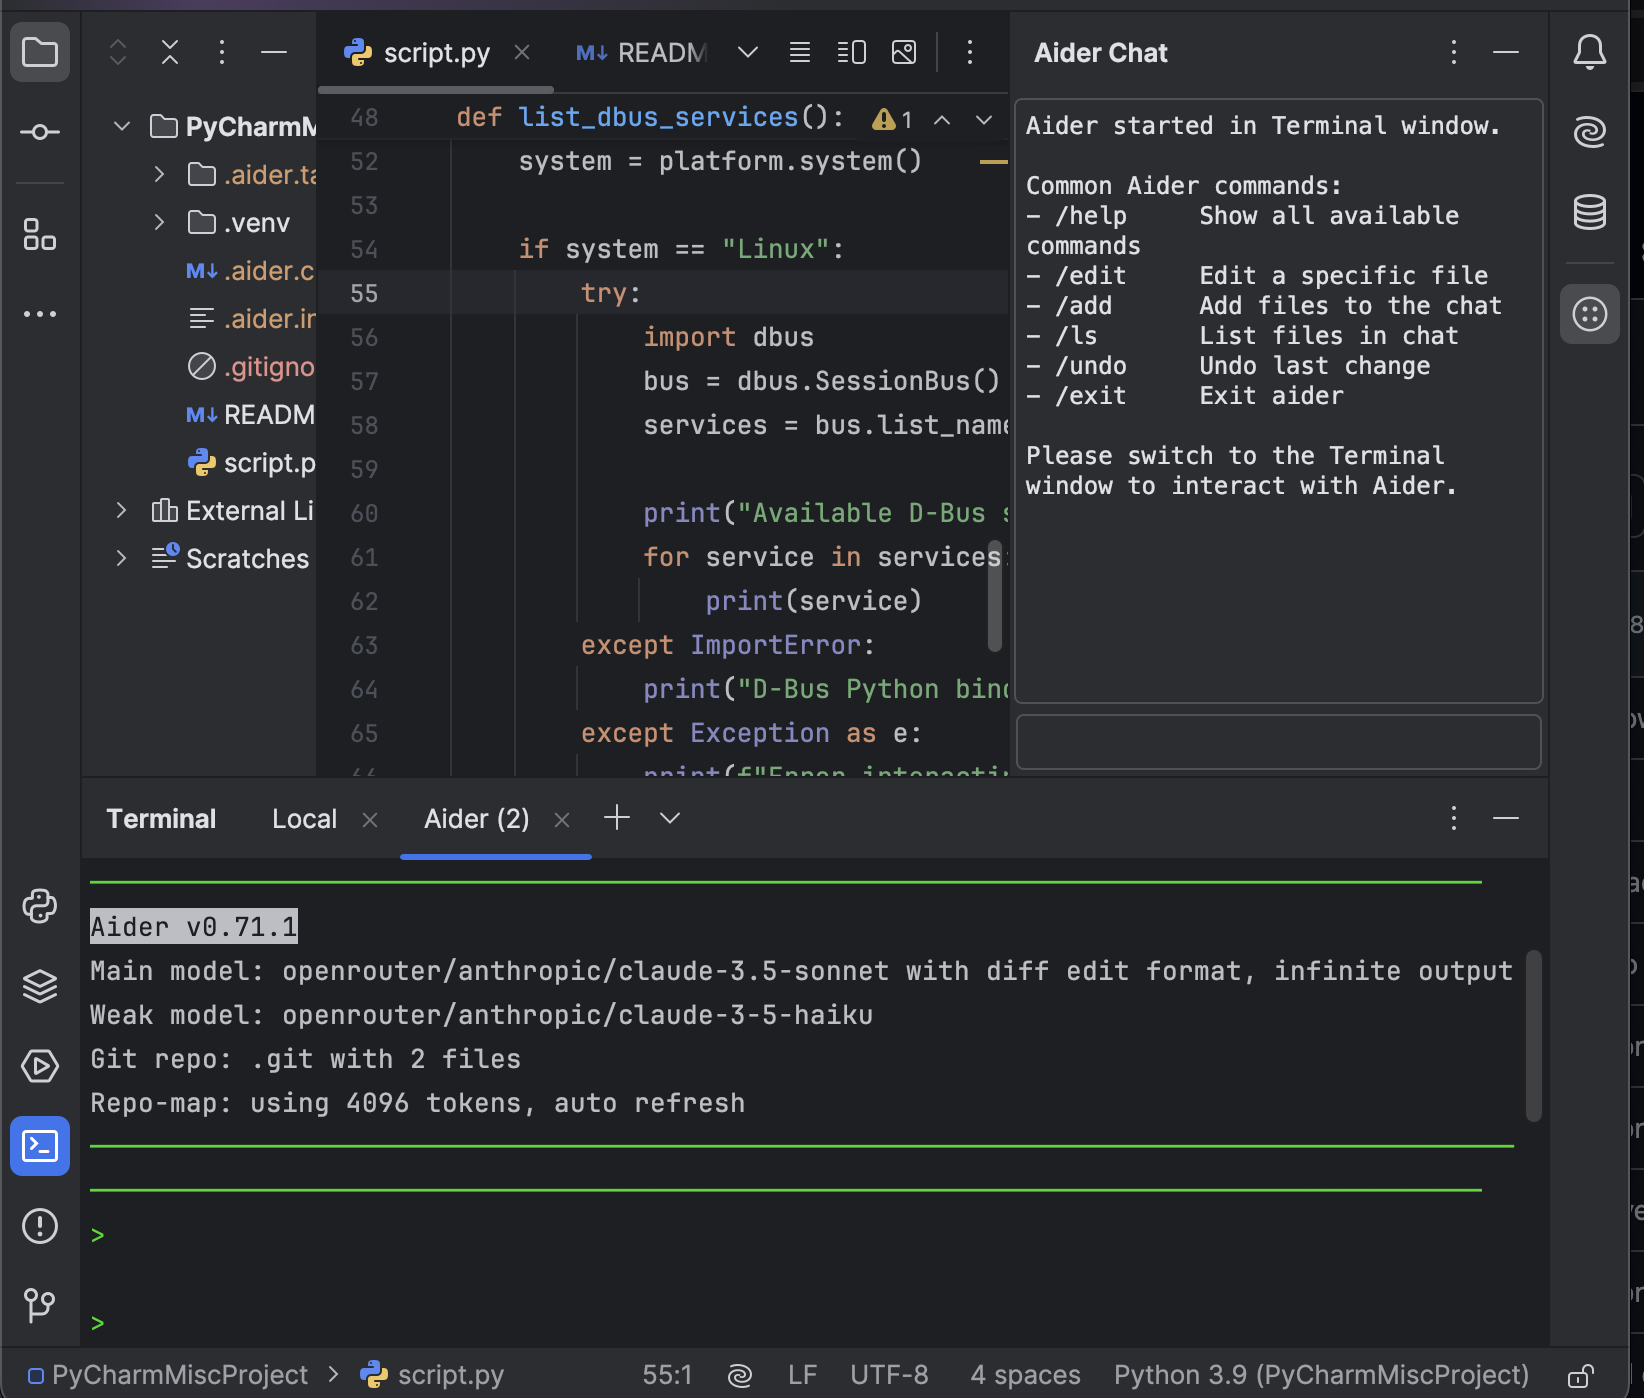 script.py
READM
Aider Chat
PyCharmM
.aider.ta
.venv
.aider.c
.aider.in
.gitigno
READM
script.p
External Li
Scratches
48 def list_dbus_services(): 1
52 system = platform.system()
53
54 if system == "Linux":
55 try:
56 import dbus
57 bus = dbus.SessionBus()
58 services = bus.list_name
59
60 print("Available D-Bus s
61 for service in services:
62 print(service)
63 except ImportError:
64 print("D-Bus Python bind
65 except Exception as e:
66 print(f"Error interactin
Aider started in Terminal window.
Common Aider commands:
- /help Show all available
commands
- /edit Edit a specific file
- /add Add files to the chat
- /ls List files in chat
- /undo Undo last change
- /exit Exit aider
Please switch to the Terminal
window to interact with Aider.
Terminal Local Aider (2)
Aider v0.71.1
Main model: openrouter/anthropic/claude-3.5-sonnet with diff edit format, infinite output
Weak model: openrouter/anthropic/claude-3-5-haiku
Git repo: .git with 2 files
Repo-map: using 4096 tokens, auto refresh
>
>
PyCharmMiscProject > script.py 55:1 LF UTF-8 4 spaces Python 3.9 (PyCharmMiscProject)